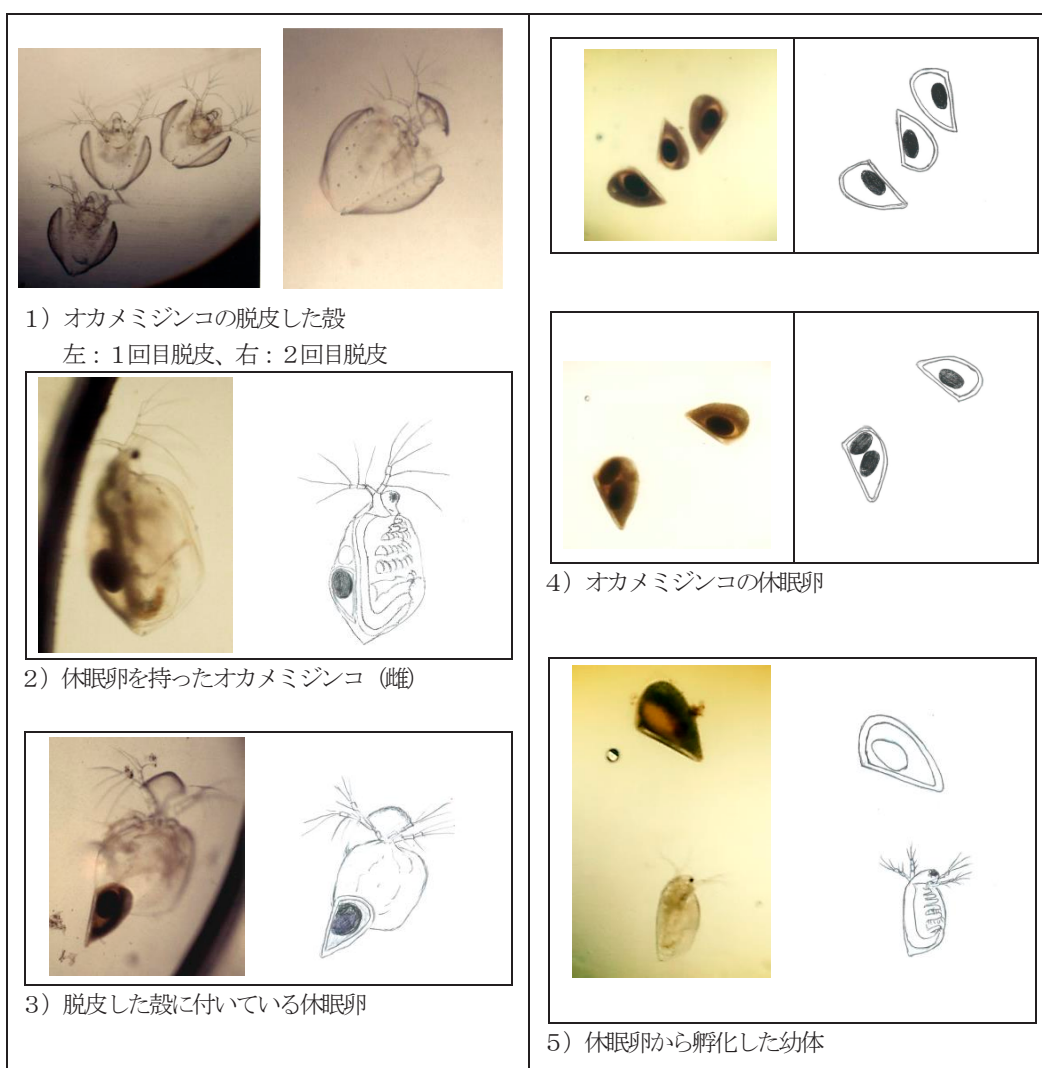 1）オカメミジンコの脱皮した殻
左：1回目脱皮、右：2回目脱皮
2）休眠卵を持ったオカメミジンコ（雌）
3）脱皮した殻に付いている休眠卵
4）オカメミジンコの休眠卵
5）休眠卵から孵化した幼体